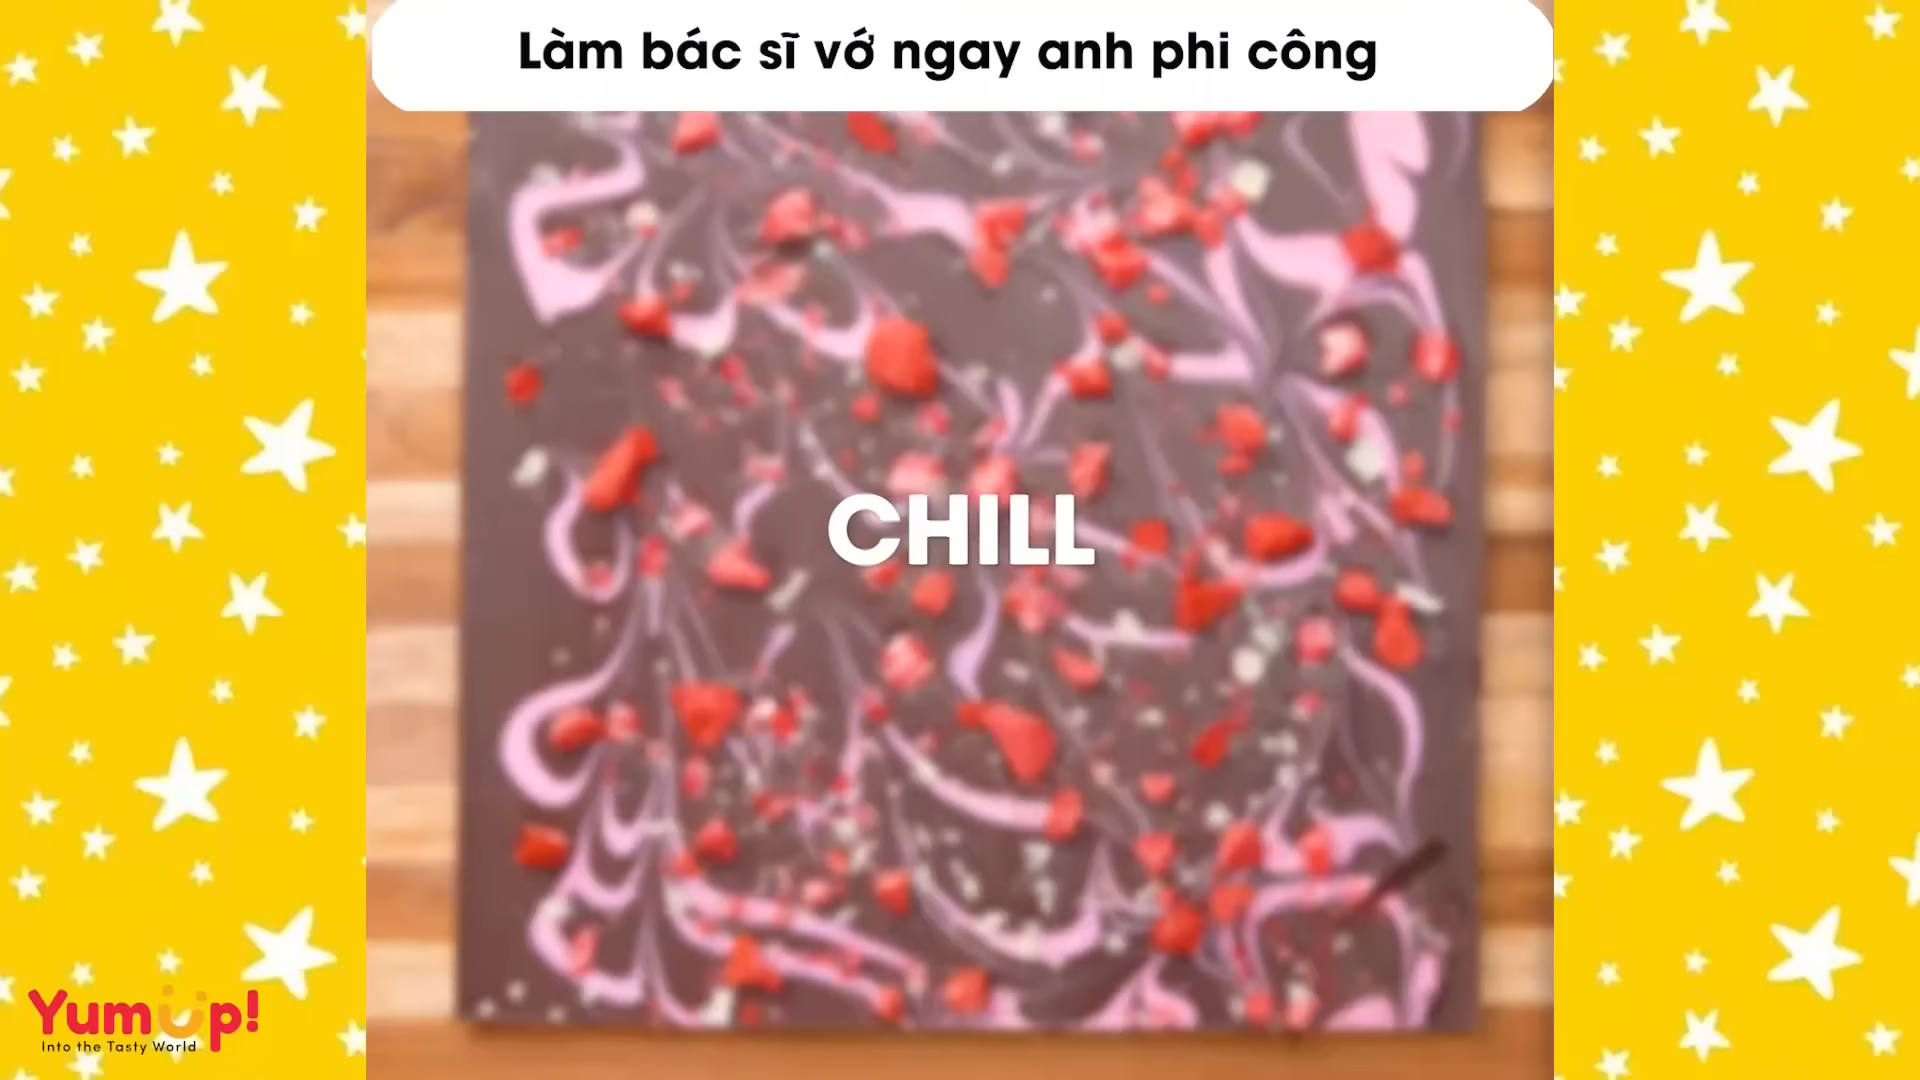 Làm bác sĩ vớ ngay anh phi công
CHILL
YumUp!
Into the Tasty World